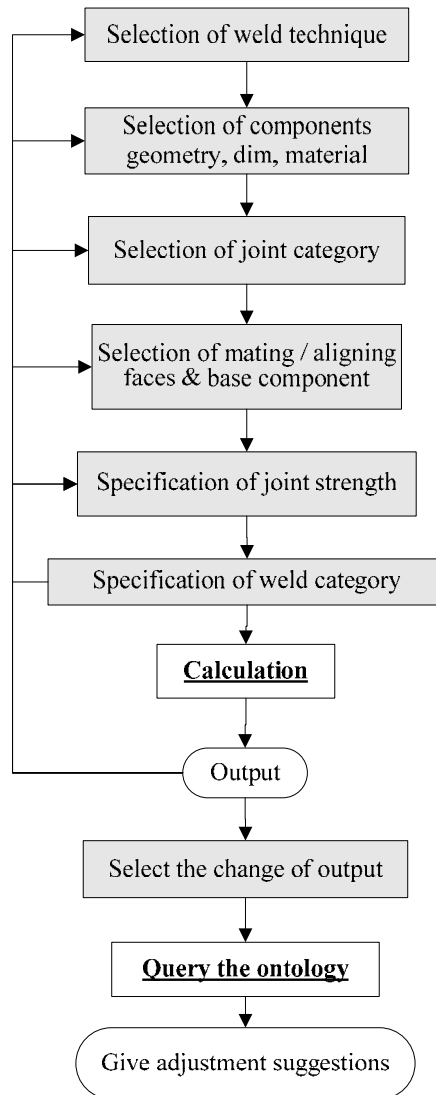 Selection of weld technique
Selection of components
geometry, dim, material
Selection of joint category
Selection of mating / aligning
faces & base component
Specification of joint strength
Specification of weld category
Calculation
Output
Select the change of output
Query the ontology
Give adjustment suggestions